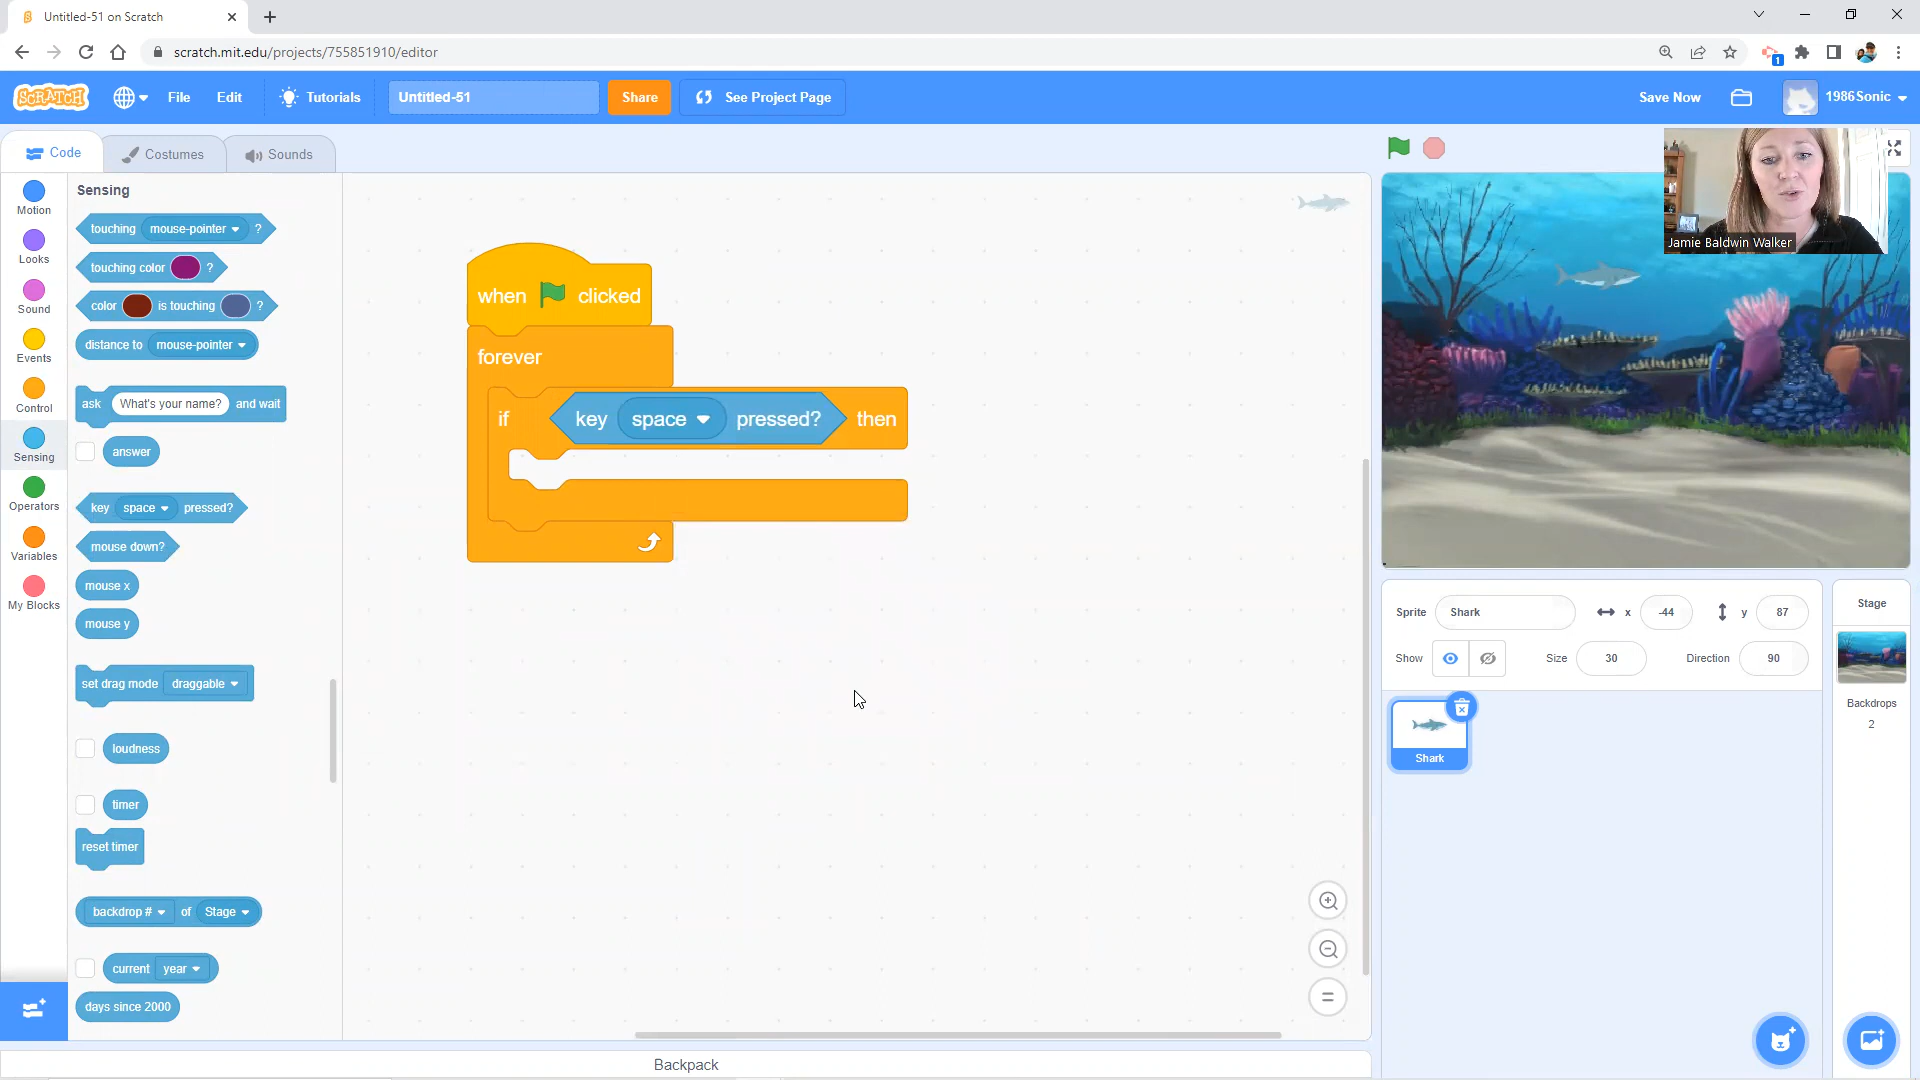 Untitled-51 on Scratch
scratch.mit.edu/projects/755851910/editor
1
SCRATCH
File
Edit
Tutorials
Untitled-51
Share
See Project Page
Save Now
1986Sonic
Code
Costumes
Sounds
Jamie Baldwin Walker
Motion
Looks
Sound
Events
Control
Sensing
Operators
Variables
My Blocks
Sensing
touching mouse-pointer ?
touching color ?
color is touching ?
distance to mouse-pointer
ask What's your name? and wait
answer
key space pressed?
mouse down?
mouse x
mouse y
set drag mode draggable
loudness
timer
reset timer
backdrop # of Stage
current year
days since 2000
when clicked
forever
if key space pressed? then
Sprite Shark x -44 y 87
Show Size 30 Direction 90
Shark
Stage
Backdrops
2
Backpack